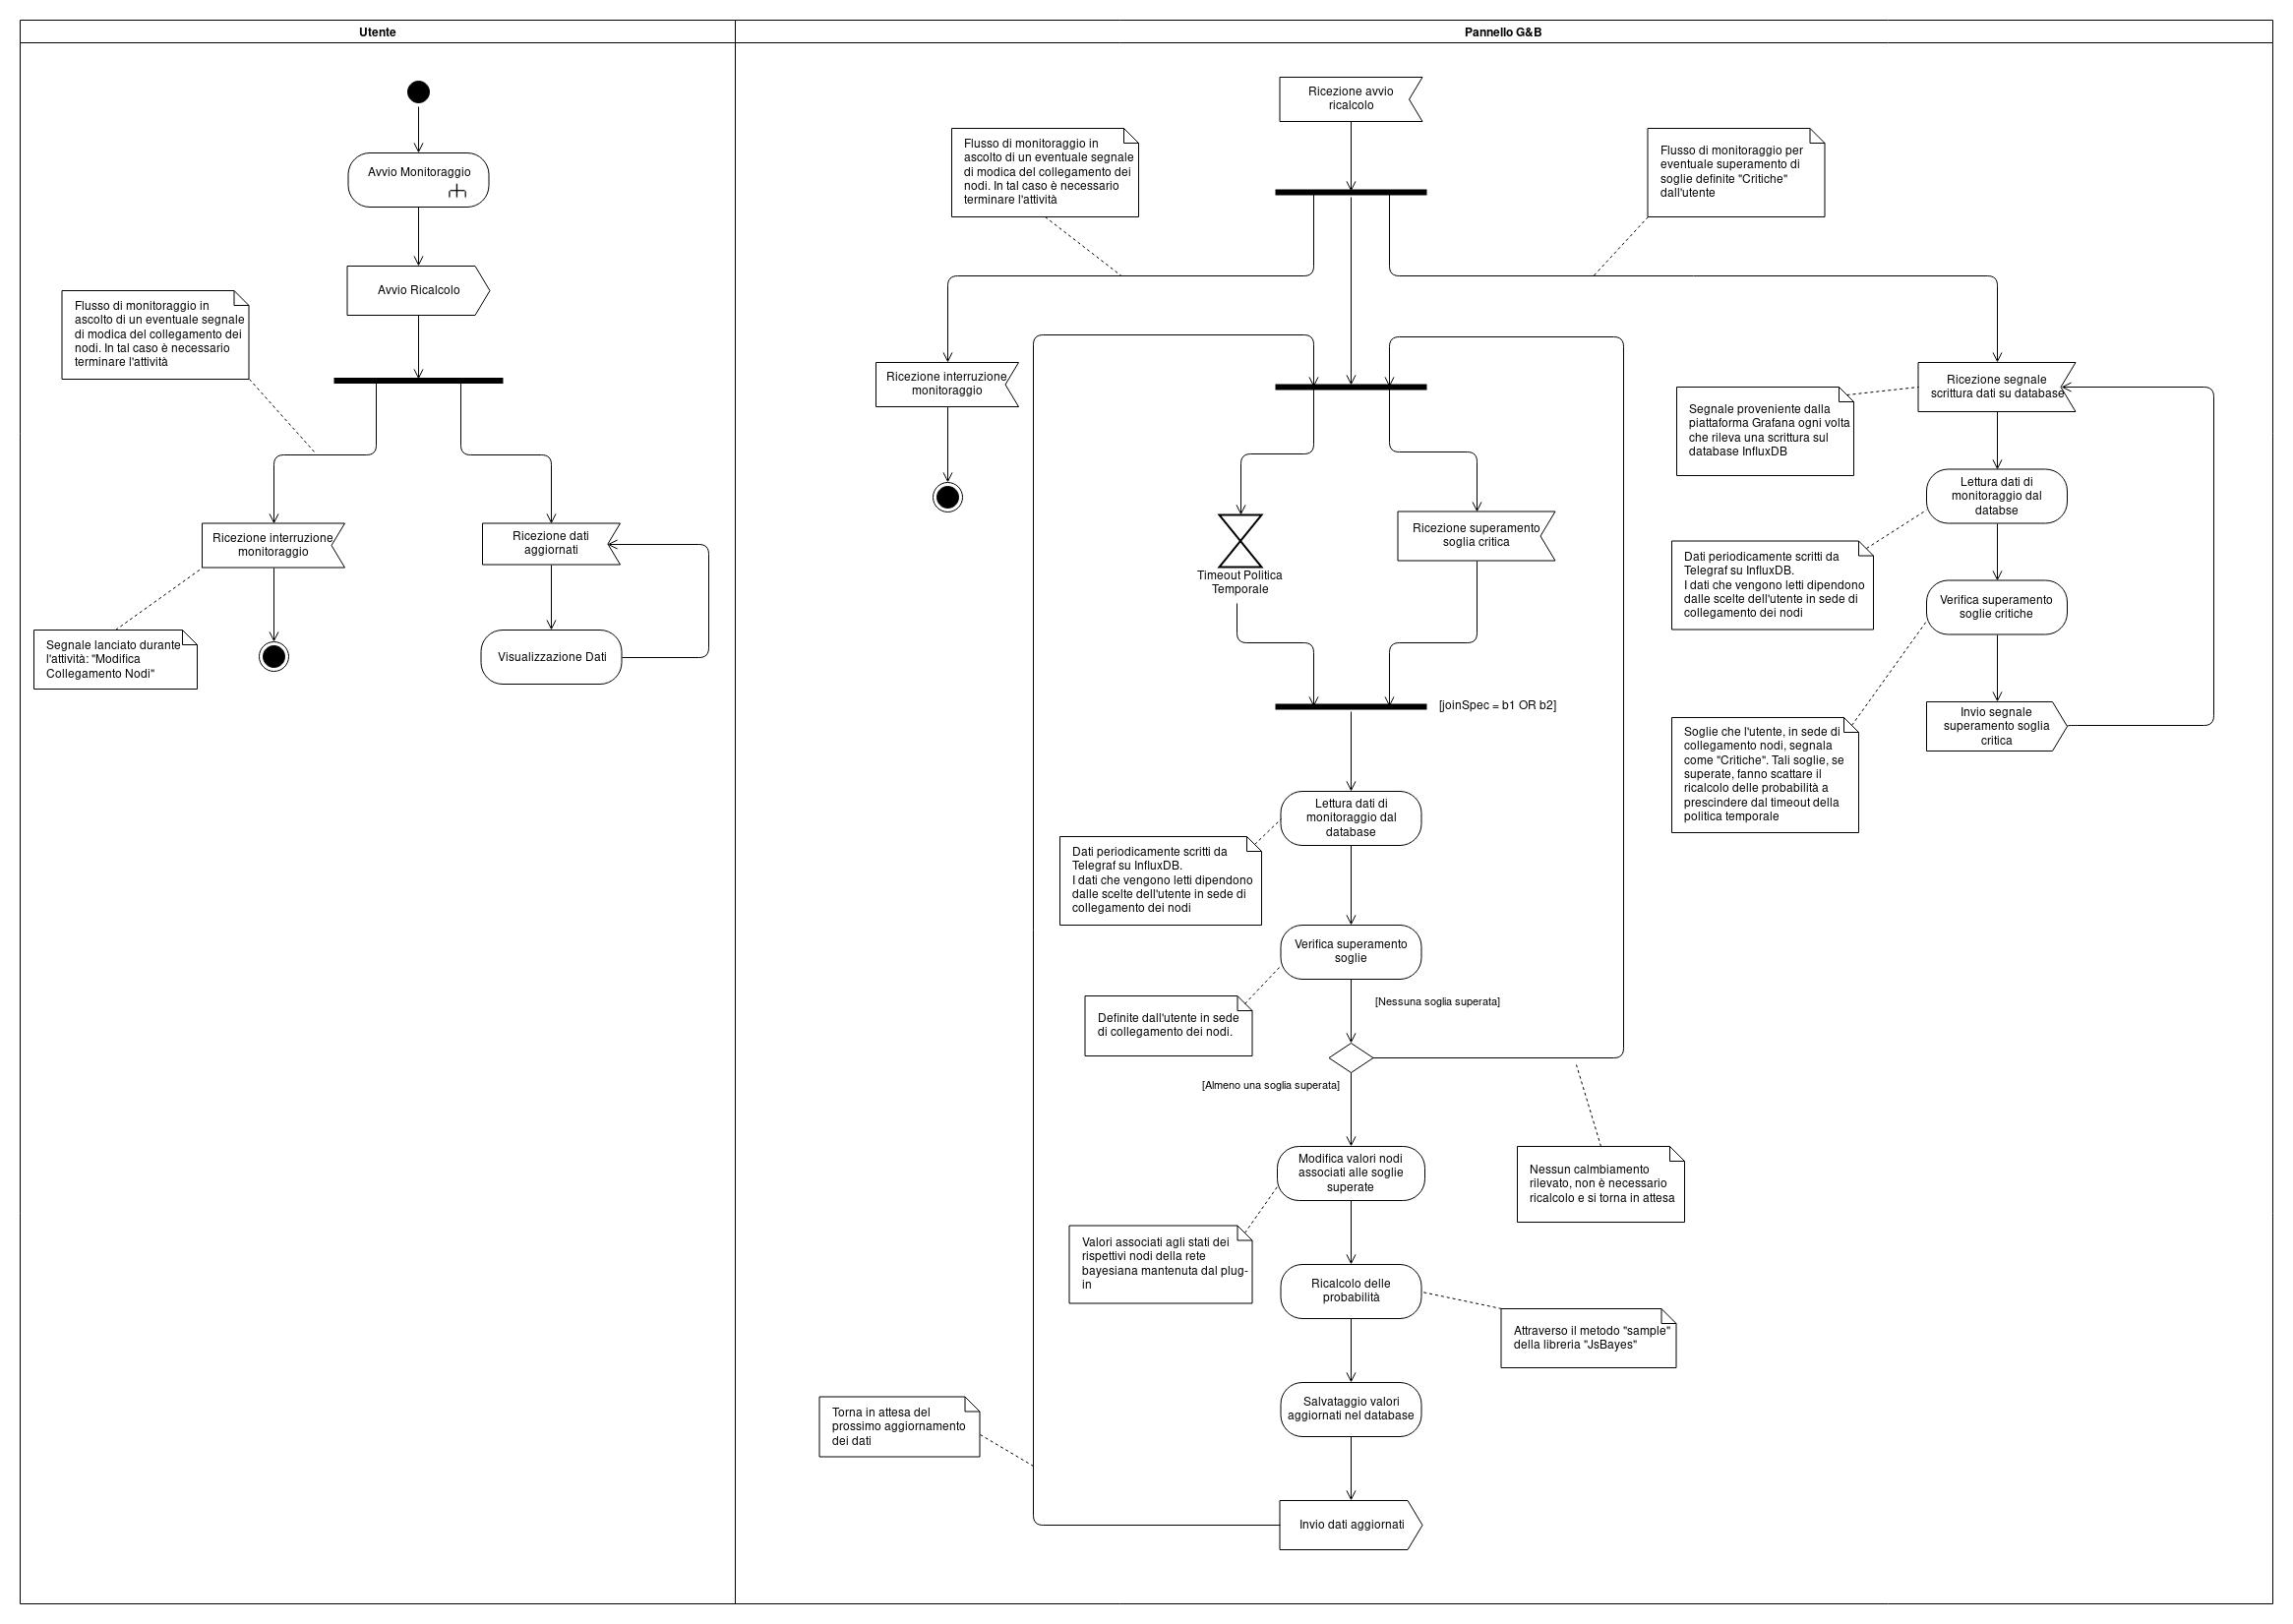 Utente
Pannello G&B
Avvio Monitoraggio
Avvio Ricalcolo
Flusso di monitoraggio in
ascolto di un eventuale segnale
di modica del collegamento dei
nodi. In tal caso è necessario
terminare l'attività
Ricezione interruzione
monitoraggio
Ricezione dati
aggiornati
Segnale lanciato durante
l'attività: "Modifica
Collegamento Nodi"
Visualizzazione Dati
Ricezione avvio
ricalcolo
Flusso di monitoraggio in
ascolto di un eventuale segnale
di modica del collegamento dei
nodi. In tal caso è necessario
terminare l'attività
Flusso di monitoraggio per
eventuale superamento di
soglie definite "Critiche"
dall'utente
Ricezione interruzione
monitoraggio
Ricezione segnale
scrittura dati su database
Segnale proveniente dalla
piattaforma Grafana ogni volta
che rileva una scrittura sul
database InfluxDB
Lettura dati di
monitoraggio dal
databse
Ricezione superamento
soglia critica
Timeout Politica
Temporale
Dati periodicamente scritti da
Telegraf su InfluxDB.
I dati che vengono letti dipendono
dalle scelte dell'utente in sede di
collegamento dei nodi
Verifica superamento
soglie critiche
[joinSpec = b1 OR b2]
Invio segnale
superamento soglia
critica
Soglie che l'utente, in sede di
collegamento nodi, segnala
come "Critiche". Tali soglie, se
superate, fanno scattare il
ricalcolo delle probabilità a
prescindere dal timeout della
politica temporale
Lettura dati di
monitoraggio dal
database
Dati periodicamente scritti da
Telegraf su InfluxDB.
I dati che vengono letti dipendono
dalle scelte dell'utente in sede di
collegamento dei nodi
Verifica superamento
soglie
[Nessuna soglia superata]
Definite dall'utente in sede
di collegamento dei nodi.
[Almeno una soglia superata]
Modifica valori nodi
associati alle soglie
superate
Nessun calmbiamento
rilevato, non è necessario
ricalcolo e si torna in attesa
Valori associati agli stati dei
rispettivi nodi della rete
bayesiana mantenuta dal plug-
in
Ricalcolo delle
probabilità
Attraverso il metodo "sample"
della libreria "JsBayes"
Salvataggio valori
aggiornati nel database
Torna in attesa del
prossimo aggiornamento
dei dati
Invio dati aggiornati